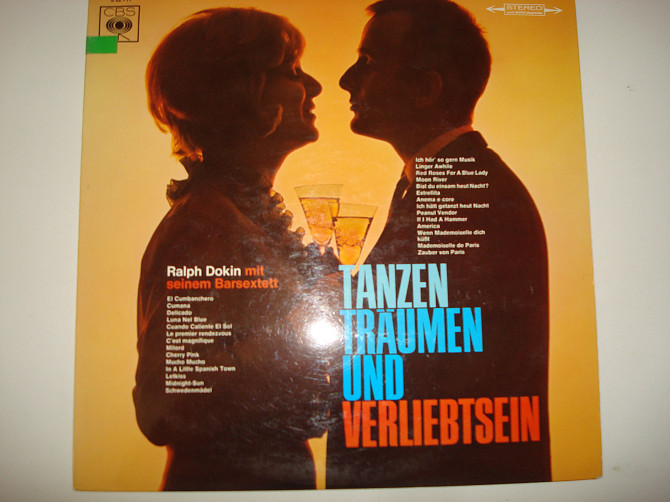 CBS
STEREO
Ich hör' so gern Musik
Linger Awhile
Red Roses For A Blue Lady
Moon River
Bist du einsam heut Nacht?
Estrellita
Anema e core
Ich hätt getanzt heut Nacht
Peanut Vendor
If I Had A Hammer
America
Wenn Mademoiselle dich
küßt
Mademoiselle de Paris
Zauber von Paris
Ralph Dokin mit
seinem Barsextett
El Cumbanchero
Cumana
Delicado
Luna Nel Blue
Cuando Caliente El Sol
Le premier rendezvous
C'est magnifique
Milord
Cherry Pink
Mucho Mucho
In A Little Spanish Town
Letkiss
Midnight-Sun
Schwedenmädel
TANZEN
TRÄUMEN
UND
VERLIEBTSEIN